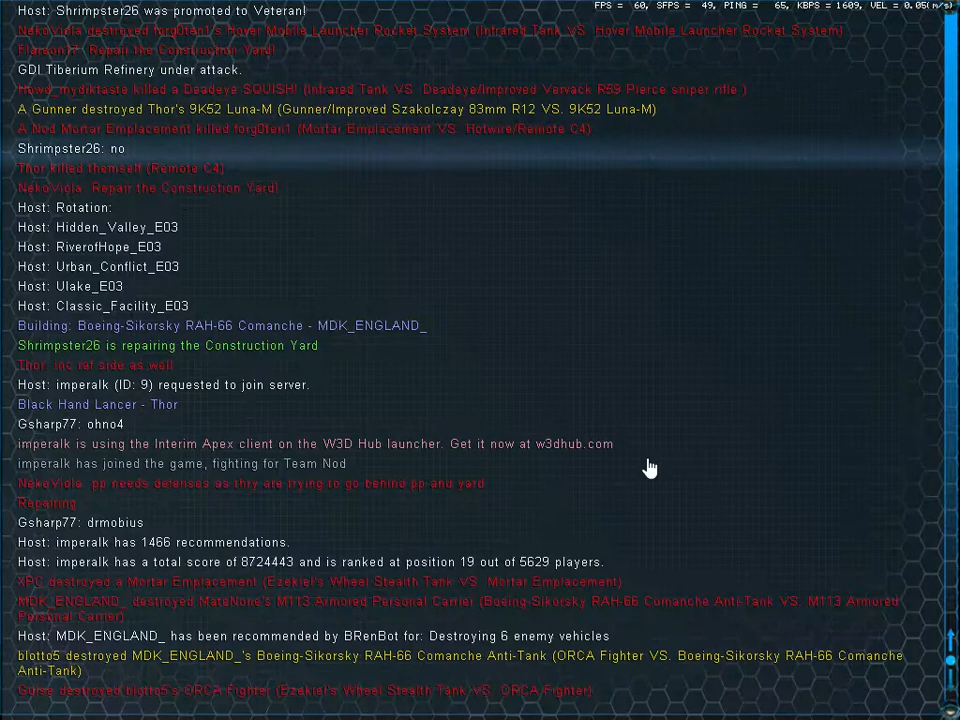 FPS = 60, SFPS = 49, PING = 65, KBPS = 1609, VEL = 0.05(m/s)
Host: Shrimpster26 was promoted to Veteran!
NekoViola destroyed forg0ten1's Hover Mobile Launcher Rocket System (Infrared Tank VS. Hover Mobile Launcher Rocket System)
Repair the Construction Yard!
GDI Tiberium Refinery under attack.
Howd_mydiktaste killed a Deadeye SQUISH! (Infrared Tank VS. Deadeye/Improved Vervack R59 Pierce sniper rifle )
A Gunner destroyed Thor's 9K52 Luna-M (Gunner/Improved Szakolczay 83mm R12 VS. 9K52 Luna-M)
A Nod Mortar Emplacement killed forg0ten1 (Mortar Emplacement VS. Hotwire/Remote C4)
Shrimpster26: no
Thor killed themself (Remote C4)
NekoViola: Repair the Construction Yard!
Host: Rotation:
Host: Hidden_Valley_E03
Host: RiverofHope_E03
Host: Urban_Conflict_E03
Host: Ulake_E03
Host: Classic_Facility_E03
Building: Boeing-Sikorsky RAH-66 Comanche - MDK_ENGLAND_
Shrimpster26 is repairing the Construction Yard
Thor: inc ref side as well
Host: imperalk (ID: 9) requested to join server.
Black Hand Lancer - Thor
Gsharp77: ohno4
imperalk is using the Interim Apex client on the W3D Hub launcher. Get it now at w3dhub.com
imperalk has joined the game, fighting for Team Nod
NekoViola: pp needs defenses as thry are trying to go behind pp and yard
Repairing
Gsharp77: drmobius
Host: imperalk has 1466 recommendations.
Host: imperalk has a total score of 8724443 and is ranked at position 19 out of 5629 players.
XPC destroyed a Mortar Emplacement (Ezekiel's Wheel Stealth Tank VS. Mortar Emplacement)
MDK_ENGLAND_ destroyed MateNone's M113 Armored Personal Carrier (Boeing-Sikorsky RAH-66 Comanche Anti-Tank VS. M113 Armored
Personal Carrier)
Host: MDK_ENGLAND_ has been recommended by BRenBot for: Destroying 6 enemy vehicles
blotto5 destroyed MDK_ENGLAND_'s Boeing-Sikorsky RAH-66 Comanche Anti-Tank (ORCA Fighter VS. Boeing-Sikorsky RAH-66 Comanche
Anti-Tank)
destroyed blotto5's ORCA Fighter (Ezekiel's Wheel Stealth Tank VS. ORCA Fighter)